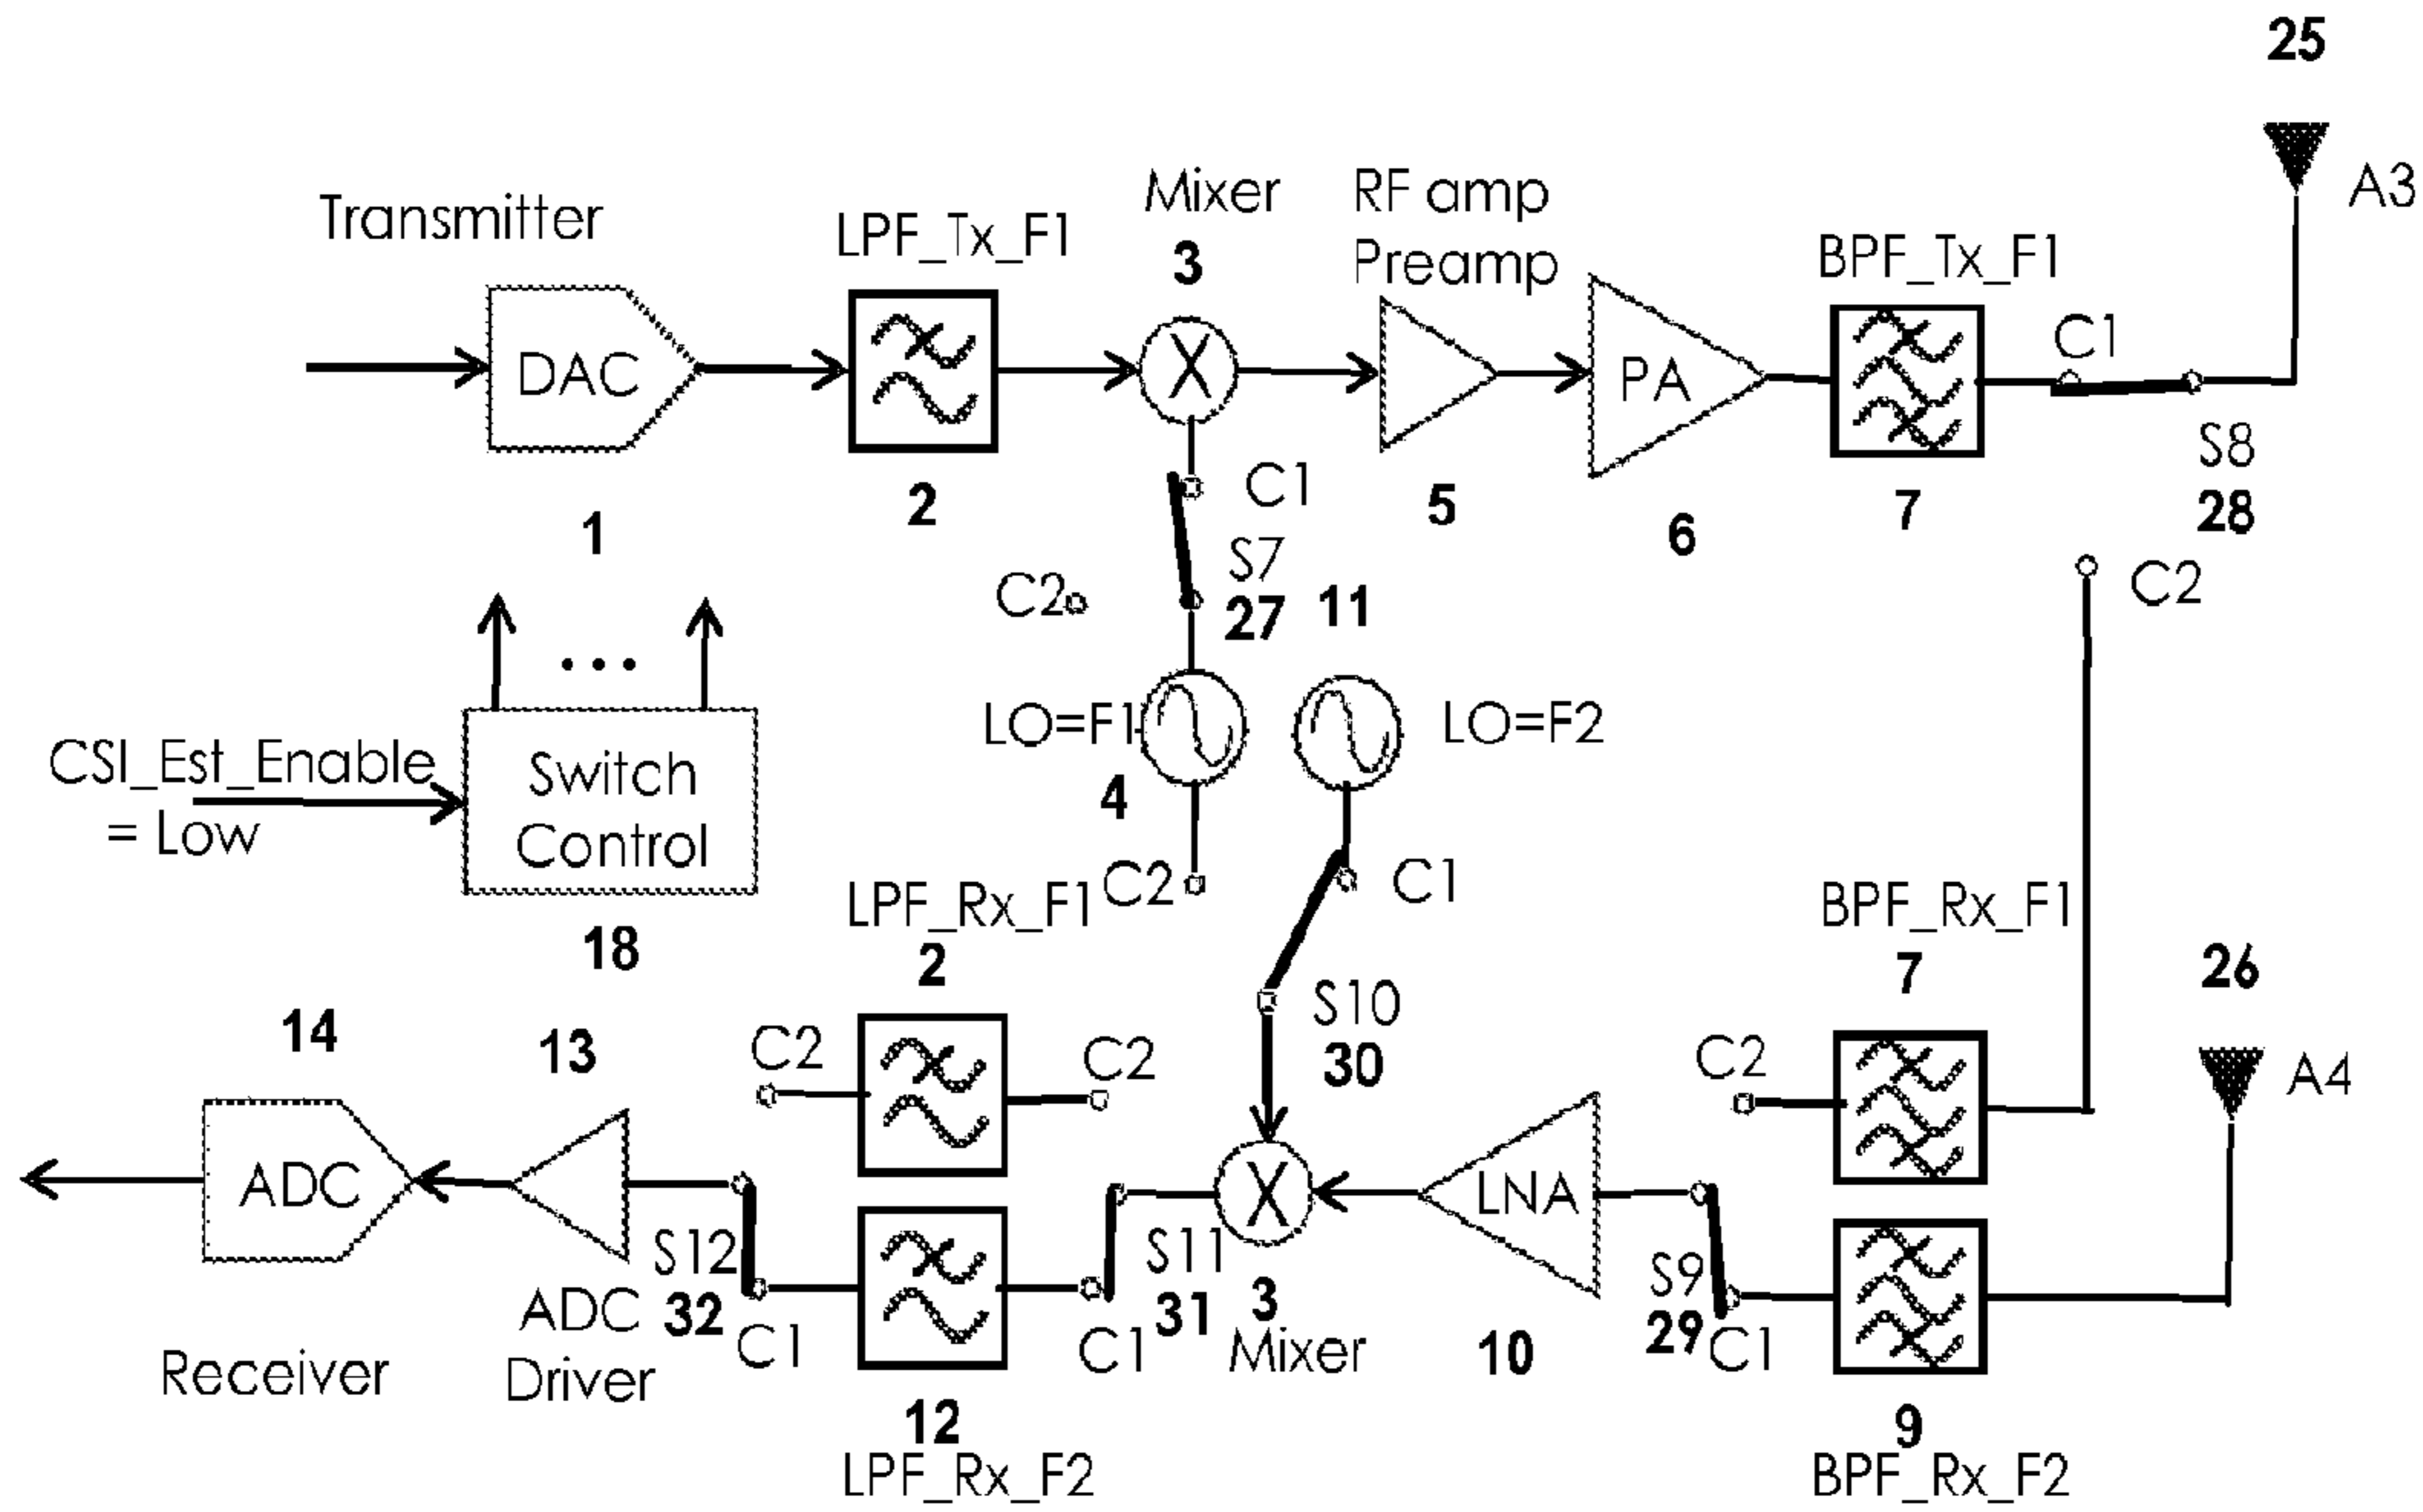 25
A3
Transmitter
LPF_Tx_F1
Mixer
3
RF amp
Preamp
BPF_Tx_F1
DAC
X
PA
C1
1
2
C1
5
6
7
S8
28
C2
S7
27
11
C2
• • •
LO=F1
LO=F2
4
CSI_Est_Enable
= Low
Switch
Control
18
C2
C1
LPF_Rx_F1
2
BPF_Rx_F1
7
26
A4
14
13
C2
C2
S10
30
C2
ADC
X
LNA
S12
32
S11
31
S9
29
ADC
Driver
C1
C1
3
Mixer
10
C1
Receiver
12
LPF_Rx_F2
9
BPF_Rx_F2